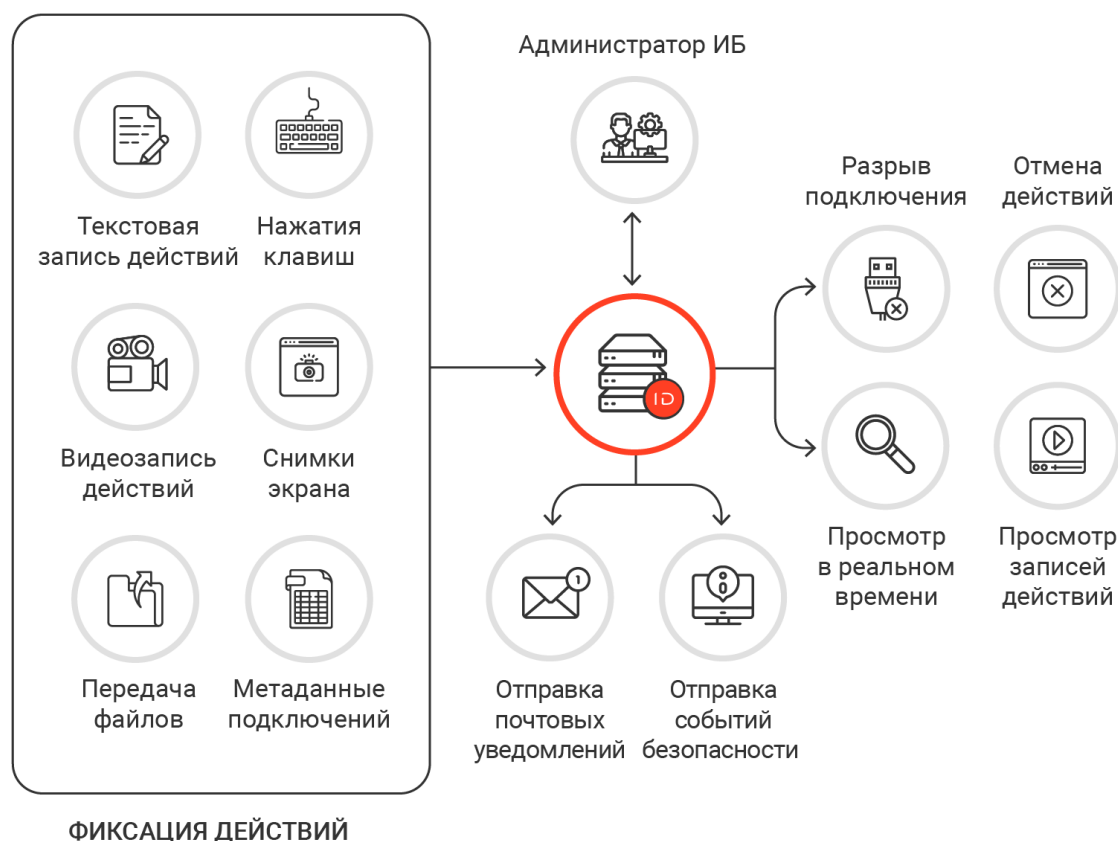 Администратор ИБ
Текстовая
запись действий
Нажатия
клавиш
Видеозапись
действий
Снимки
экрана
Передача
файлов
Метаданные
подключений
ФИКСАЦИЯ ДЕЙСТВИЙ
ID
1
Отправка
почтовых
уведомлений
Отправка
событий
безопасности
Разрыв
подключения
Отмена
действий
Просмотр
в реальном
времени
Просмотр
записей
действий